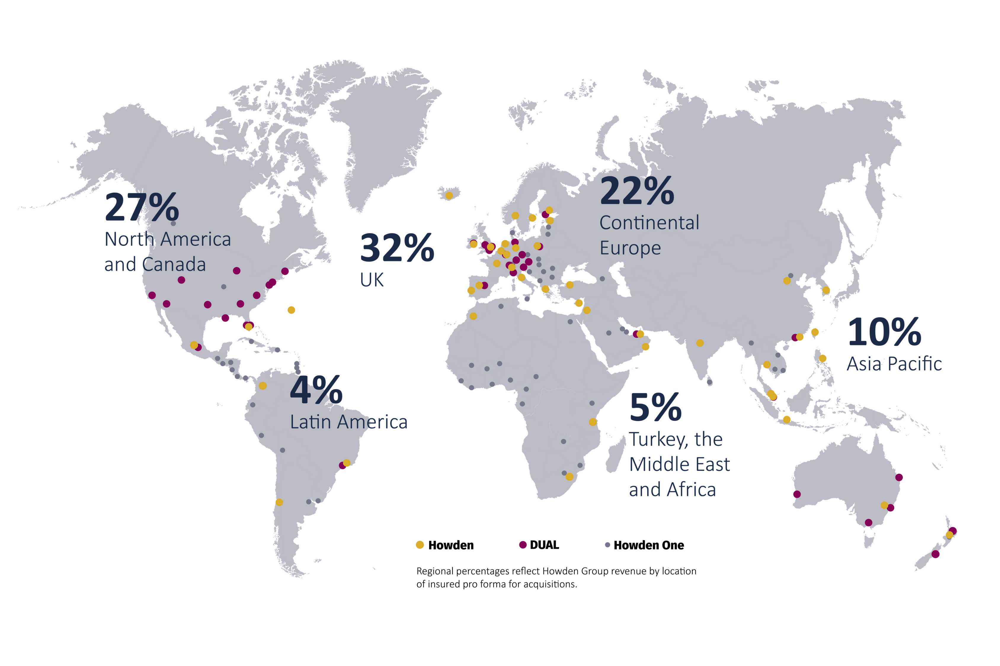 27%
North America
and Canada
32%
UK
22%
Continental
Europe
10%
Asia Pacific
4%
Latin America
5%
Turkey, the
Middle East
and Africa
Howden
DUAL
Howden One
Regional percentages reflect Howden Group revenue by location
of insured pro forma for acquisitions.